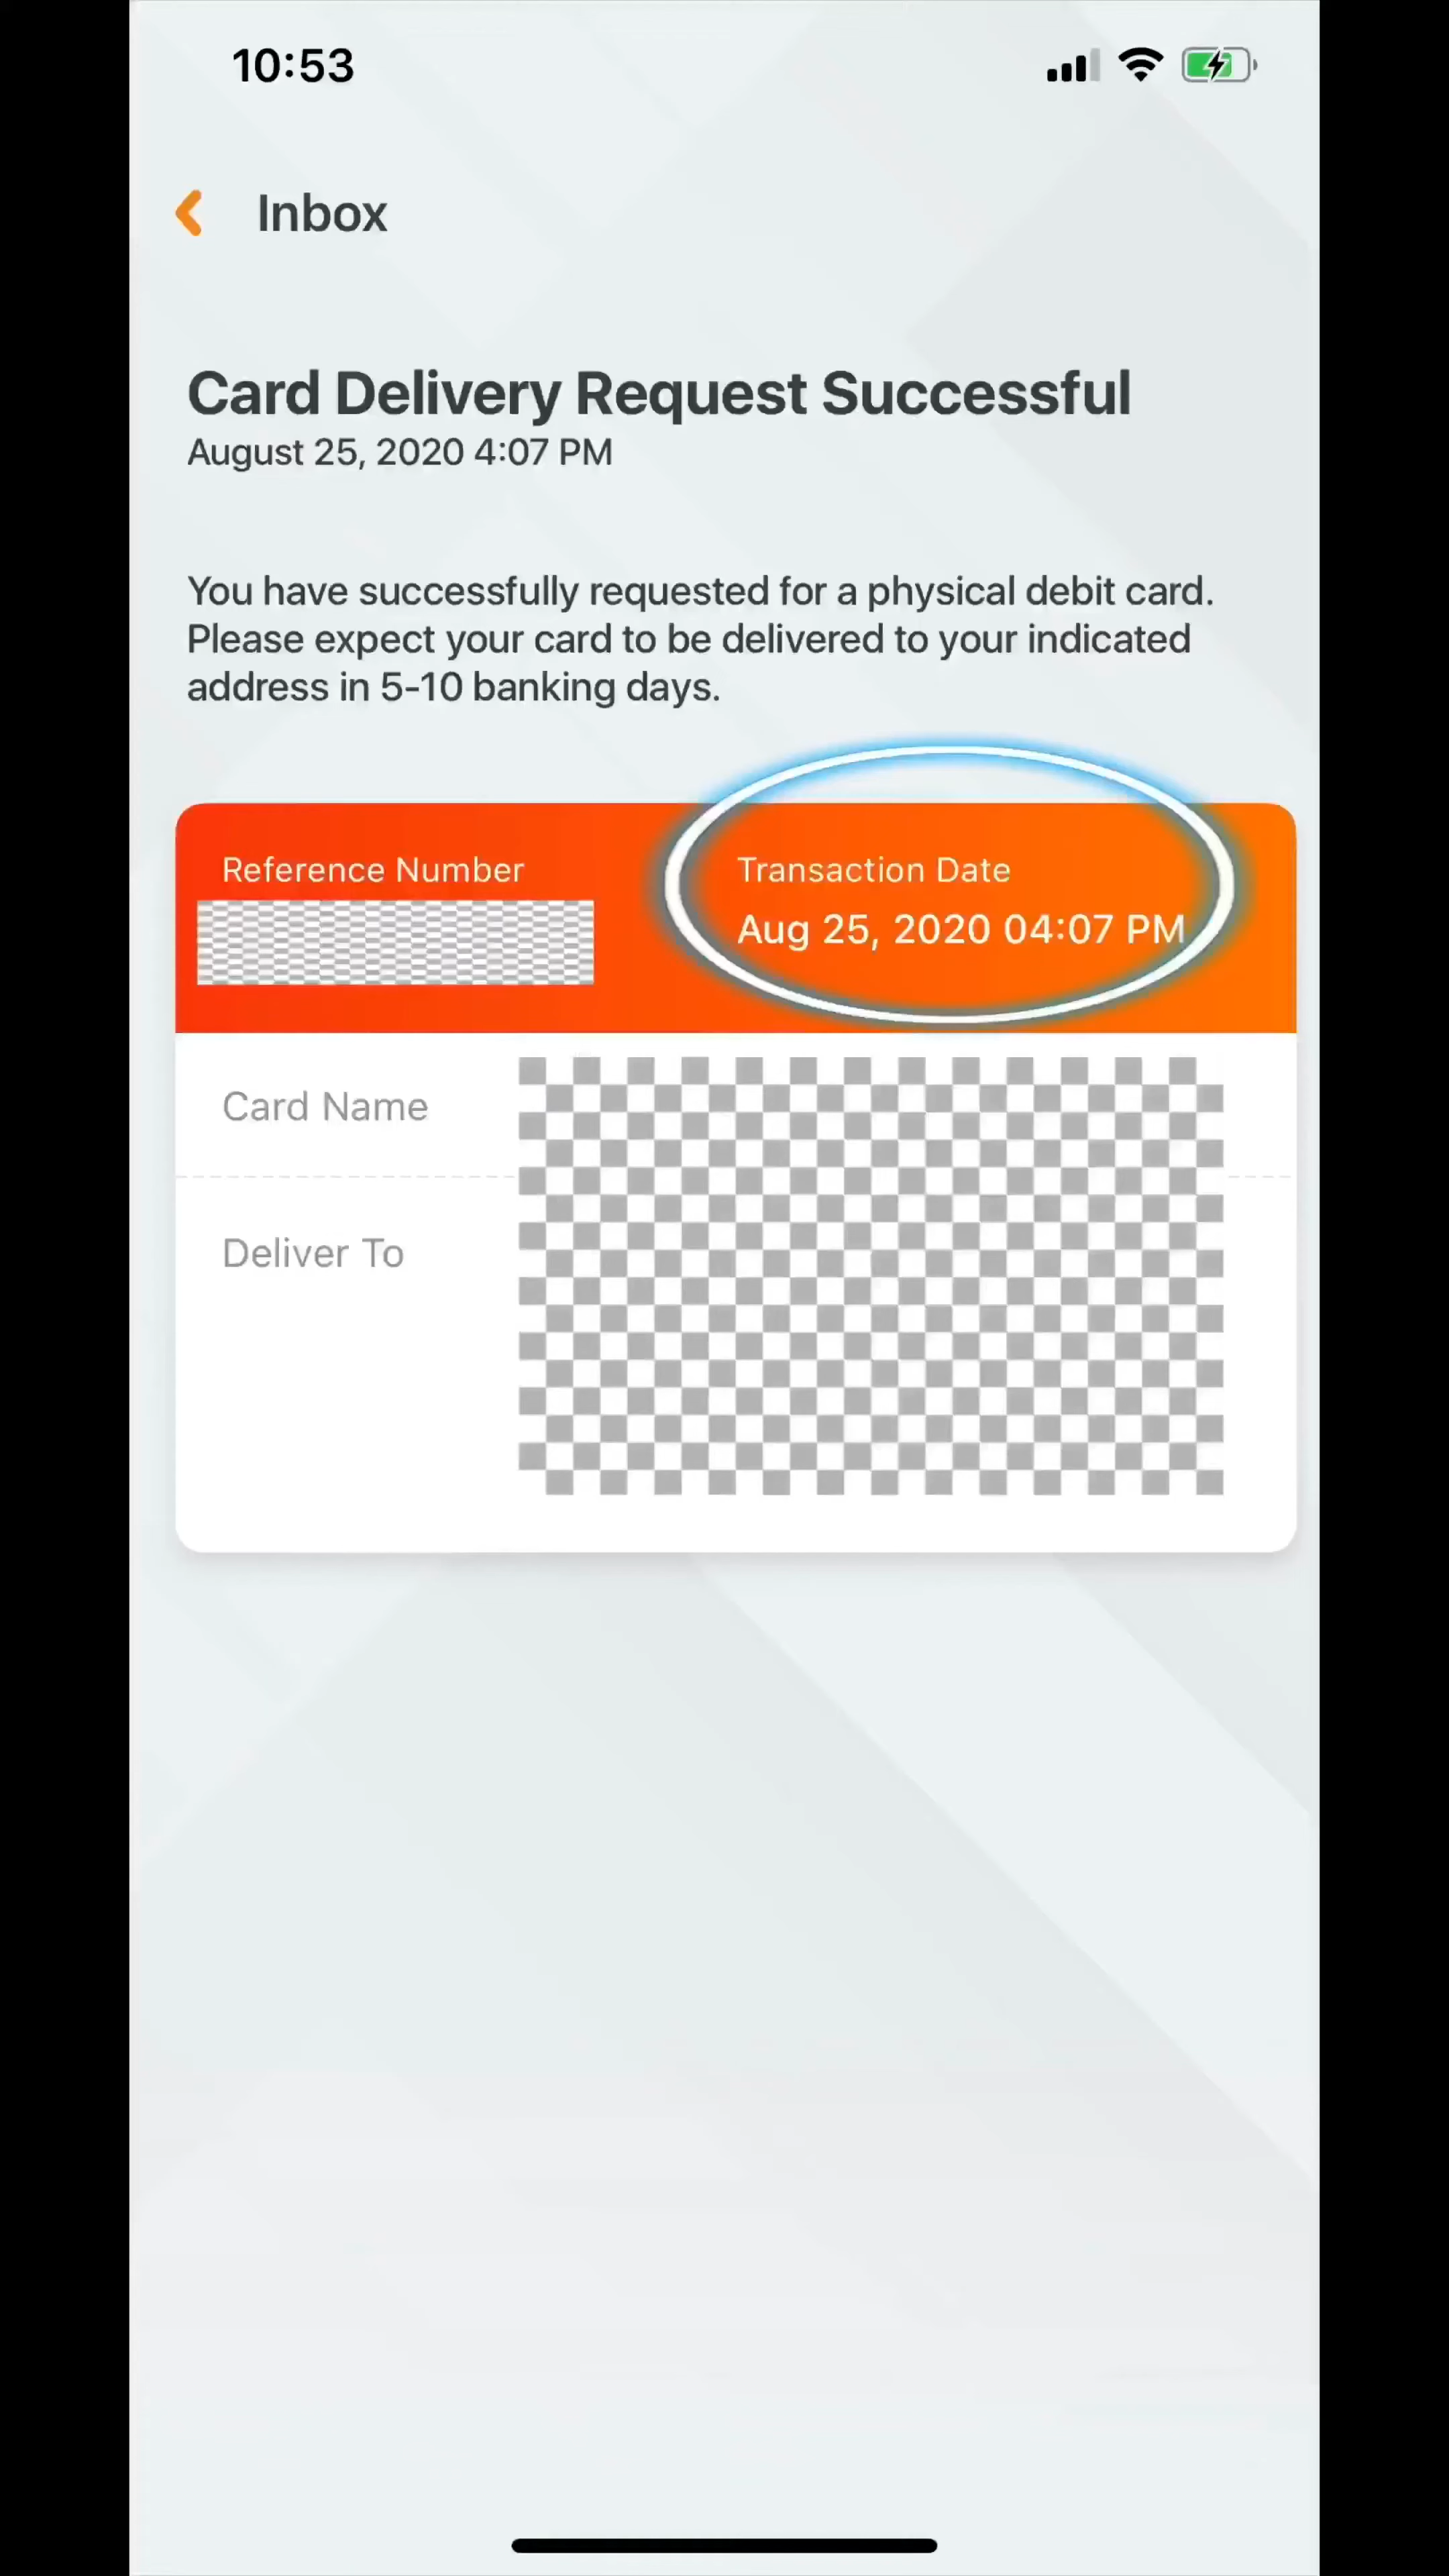 10:53
Inbox
Card Delivery Request Successful
August 25, 2020 4:07 PM
You have successfully requested for a physical debit card.
Please expect your card to be delivered to your indicated
address in 5-10 banking days.
Reference Number
Transaction Date
Aug 25, 2020 04:07 PM
Card Name
Deliver To